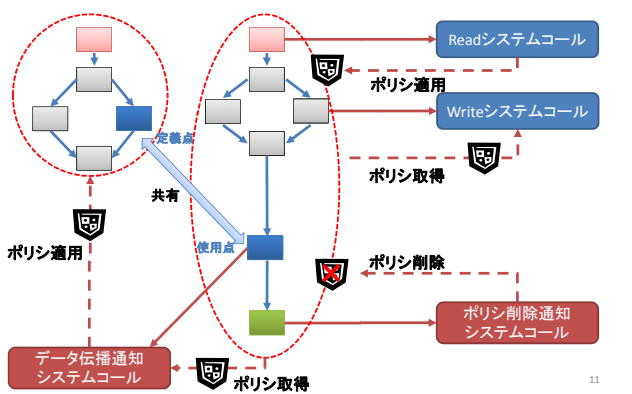 Readシステムコール
ポリシ適用
Writeシステムコール
定義点
共有
ポリシ取得
使用点
ポリシ適用
ポリシ削除
ポリシ削除通知
システムコール
データ伝播通知
システムコール
ポリシ取得
11